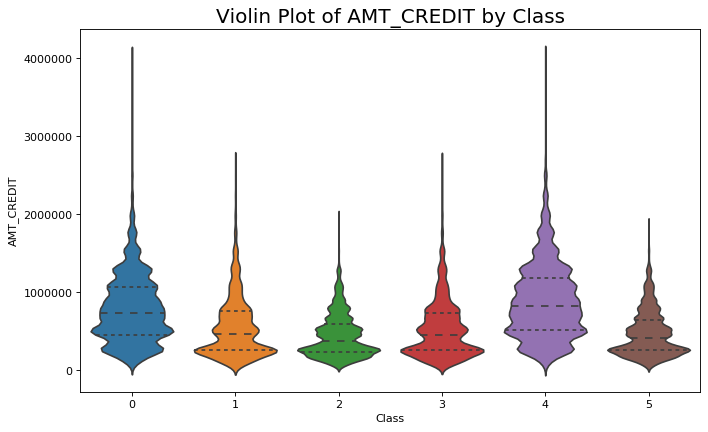 Violin Plot of AMT_CREDIT by Class
AMT_CREDIT
4000000
3000000
2000000
1000000
0
0 1 2 3 4 5
Class